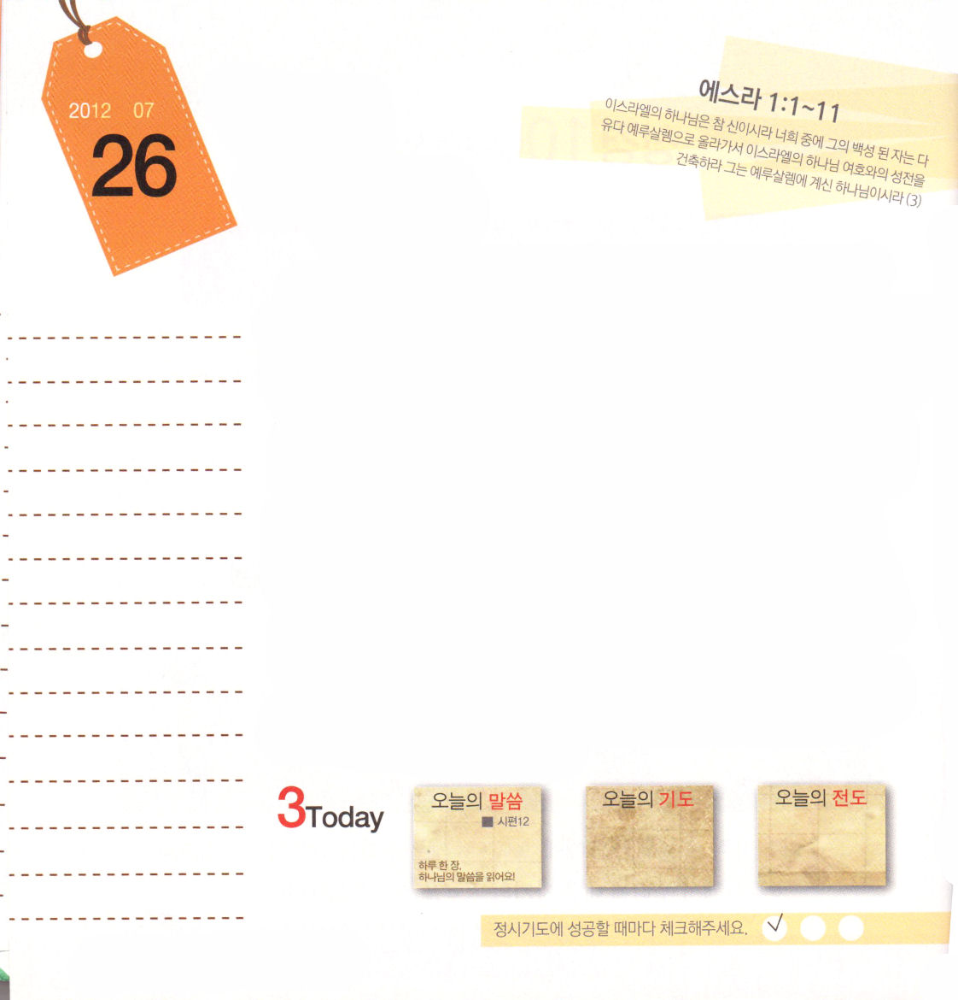 2012 07
26
에스라 1:1~11
이스라엘의 하나님은 참 신이시라 너희 중에 그의 백성 된 자는 다
유다 예루살렘으로 올라가서 이스라엘의 하나님 여호와의 성전을
건축하라 그는 예루살렘에 계신 하나님이시라 (3)
3Today
오늘의 말씀
■ 시편12
하루 한 장,
하나님의 말씀을 읽어요!
오늘의 기도
오늘의 전도
정시기도에 성공할 때마다 체크해주세요.